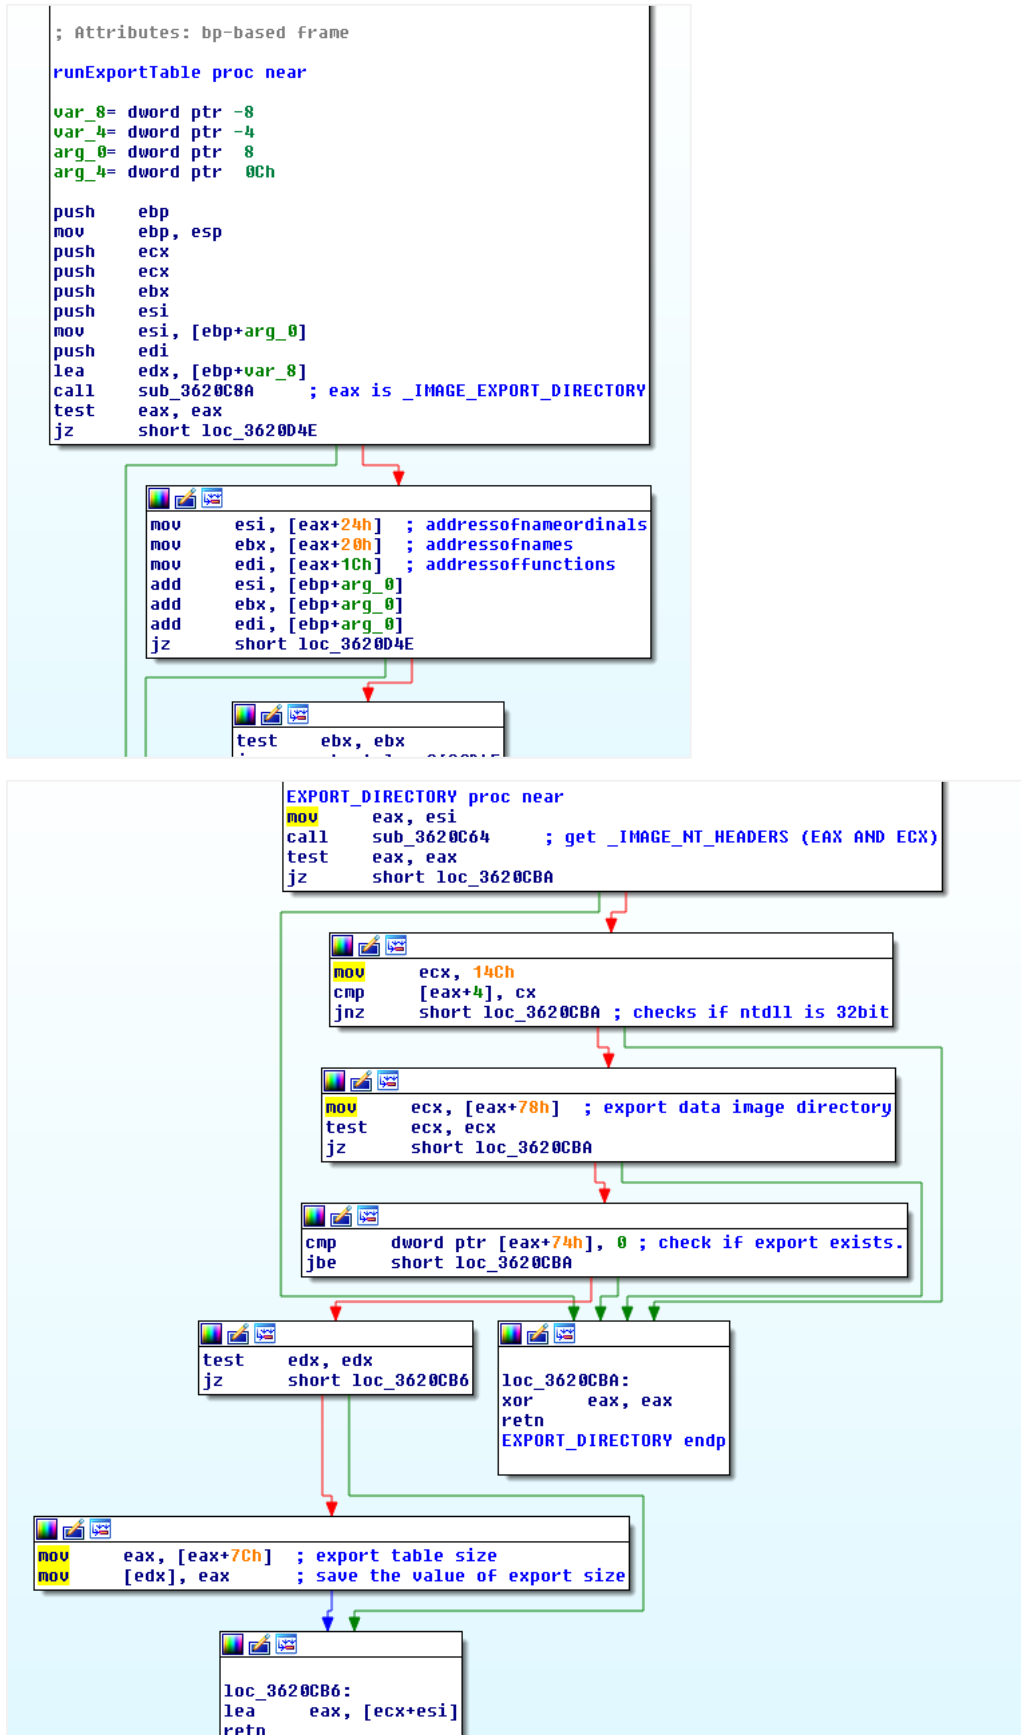 ; Attributes: bp-based frame
runExportTable proc near
var_8= dword ptr -8
var_4= dword ptr -4
arg_0= dword ptr  8
arg_4= dword ptr  0Ch
push    ebp
mov     ebp, esp
push    ecx
push    ecx
push    ebx
push    esi
mov     esi, [ebp+arg_0]
push    edi
lea     edx, [ebp+var_8]
call    sub_3620C8A     ; eax is _IMAGE_EXPORT_DIRECTORY
test    eax, eax
jz      short loc_3620D4E
mov     esi, [eax+24h]  ; addressofnameordinals
mov     ebx, [eax+20h]  ; addressofnames
mov     edi, [eax+1Ch]  ; addressoffunctions
add     esi, [ebp+arg_0]
add     ebx, [ebp+arg_0]
add     edi, [ebp+arg_0]
jz      short loc_3620D4E
test    ebx, ebx
EXPORT_DIRECTORY proc near
mov     eax, esi
call    sub_3620C64     ; get _IMAGE_NT_HEADERS (EAX AND ECX)
test    eax, eax
jz      short loc_3620CBA
mov     ecx, 14Ch
cmp     [eax+4], cx
jnz     short loc_3620CBA ; checks if ntdll is 32bit
mov     ecx, [eax+78h]  ; export data image directory
test    ecx, ecx
jz      short loc_3620CBA
cmp     dword ptr [eax+74h], 0 ; check if export exists.
jbe     short loc_3620CBA
test    edx, edx
jz      short loc_3620CB6
loc_3620CBA:
xor     eax, eax
retn
EXPORT_DIRECTORY endp
mov     eax, [eax+7Ch]  ; export table size
mov     [edx], eax      ; save the value of export size
loc_3620CB6:
lea     eax, [ecx+esi]
retn